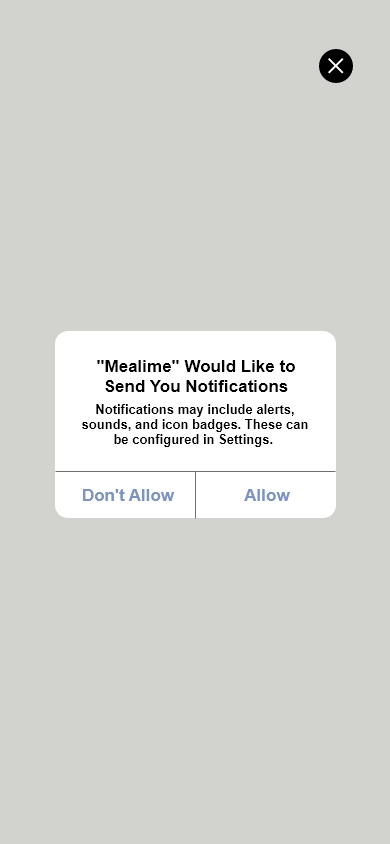 "Mealime" Would Like to
Send You Notifications
Notifications may include alerts,
sounds, and icon badges. These can
be configured in Settings.
Don't Allow
Allow